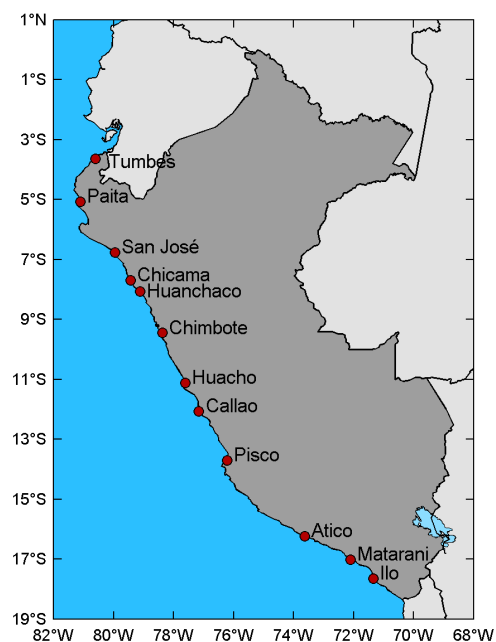 1°N
1°S
3°S
Tumbes
5°S
Paita
7°S
San José
Chicama
Huanchaco
9°S
Chimbote
11°S
Huacho
Callao
13°S
Pisco
15°S
Atico
17°S
Matarani
Ilo
19°S
82°W 80°W 78°W 76°W 74°W 72°W 70°W 68°W